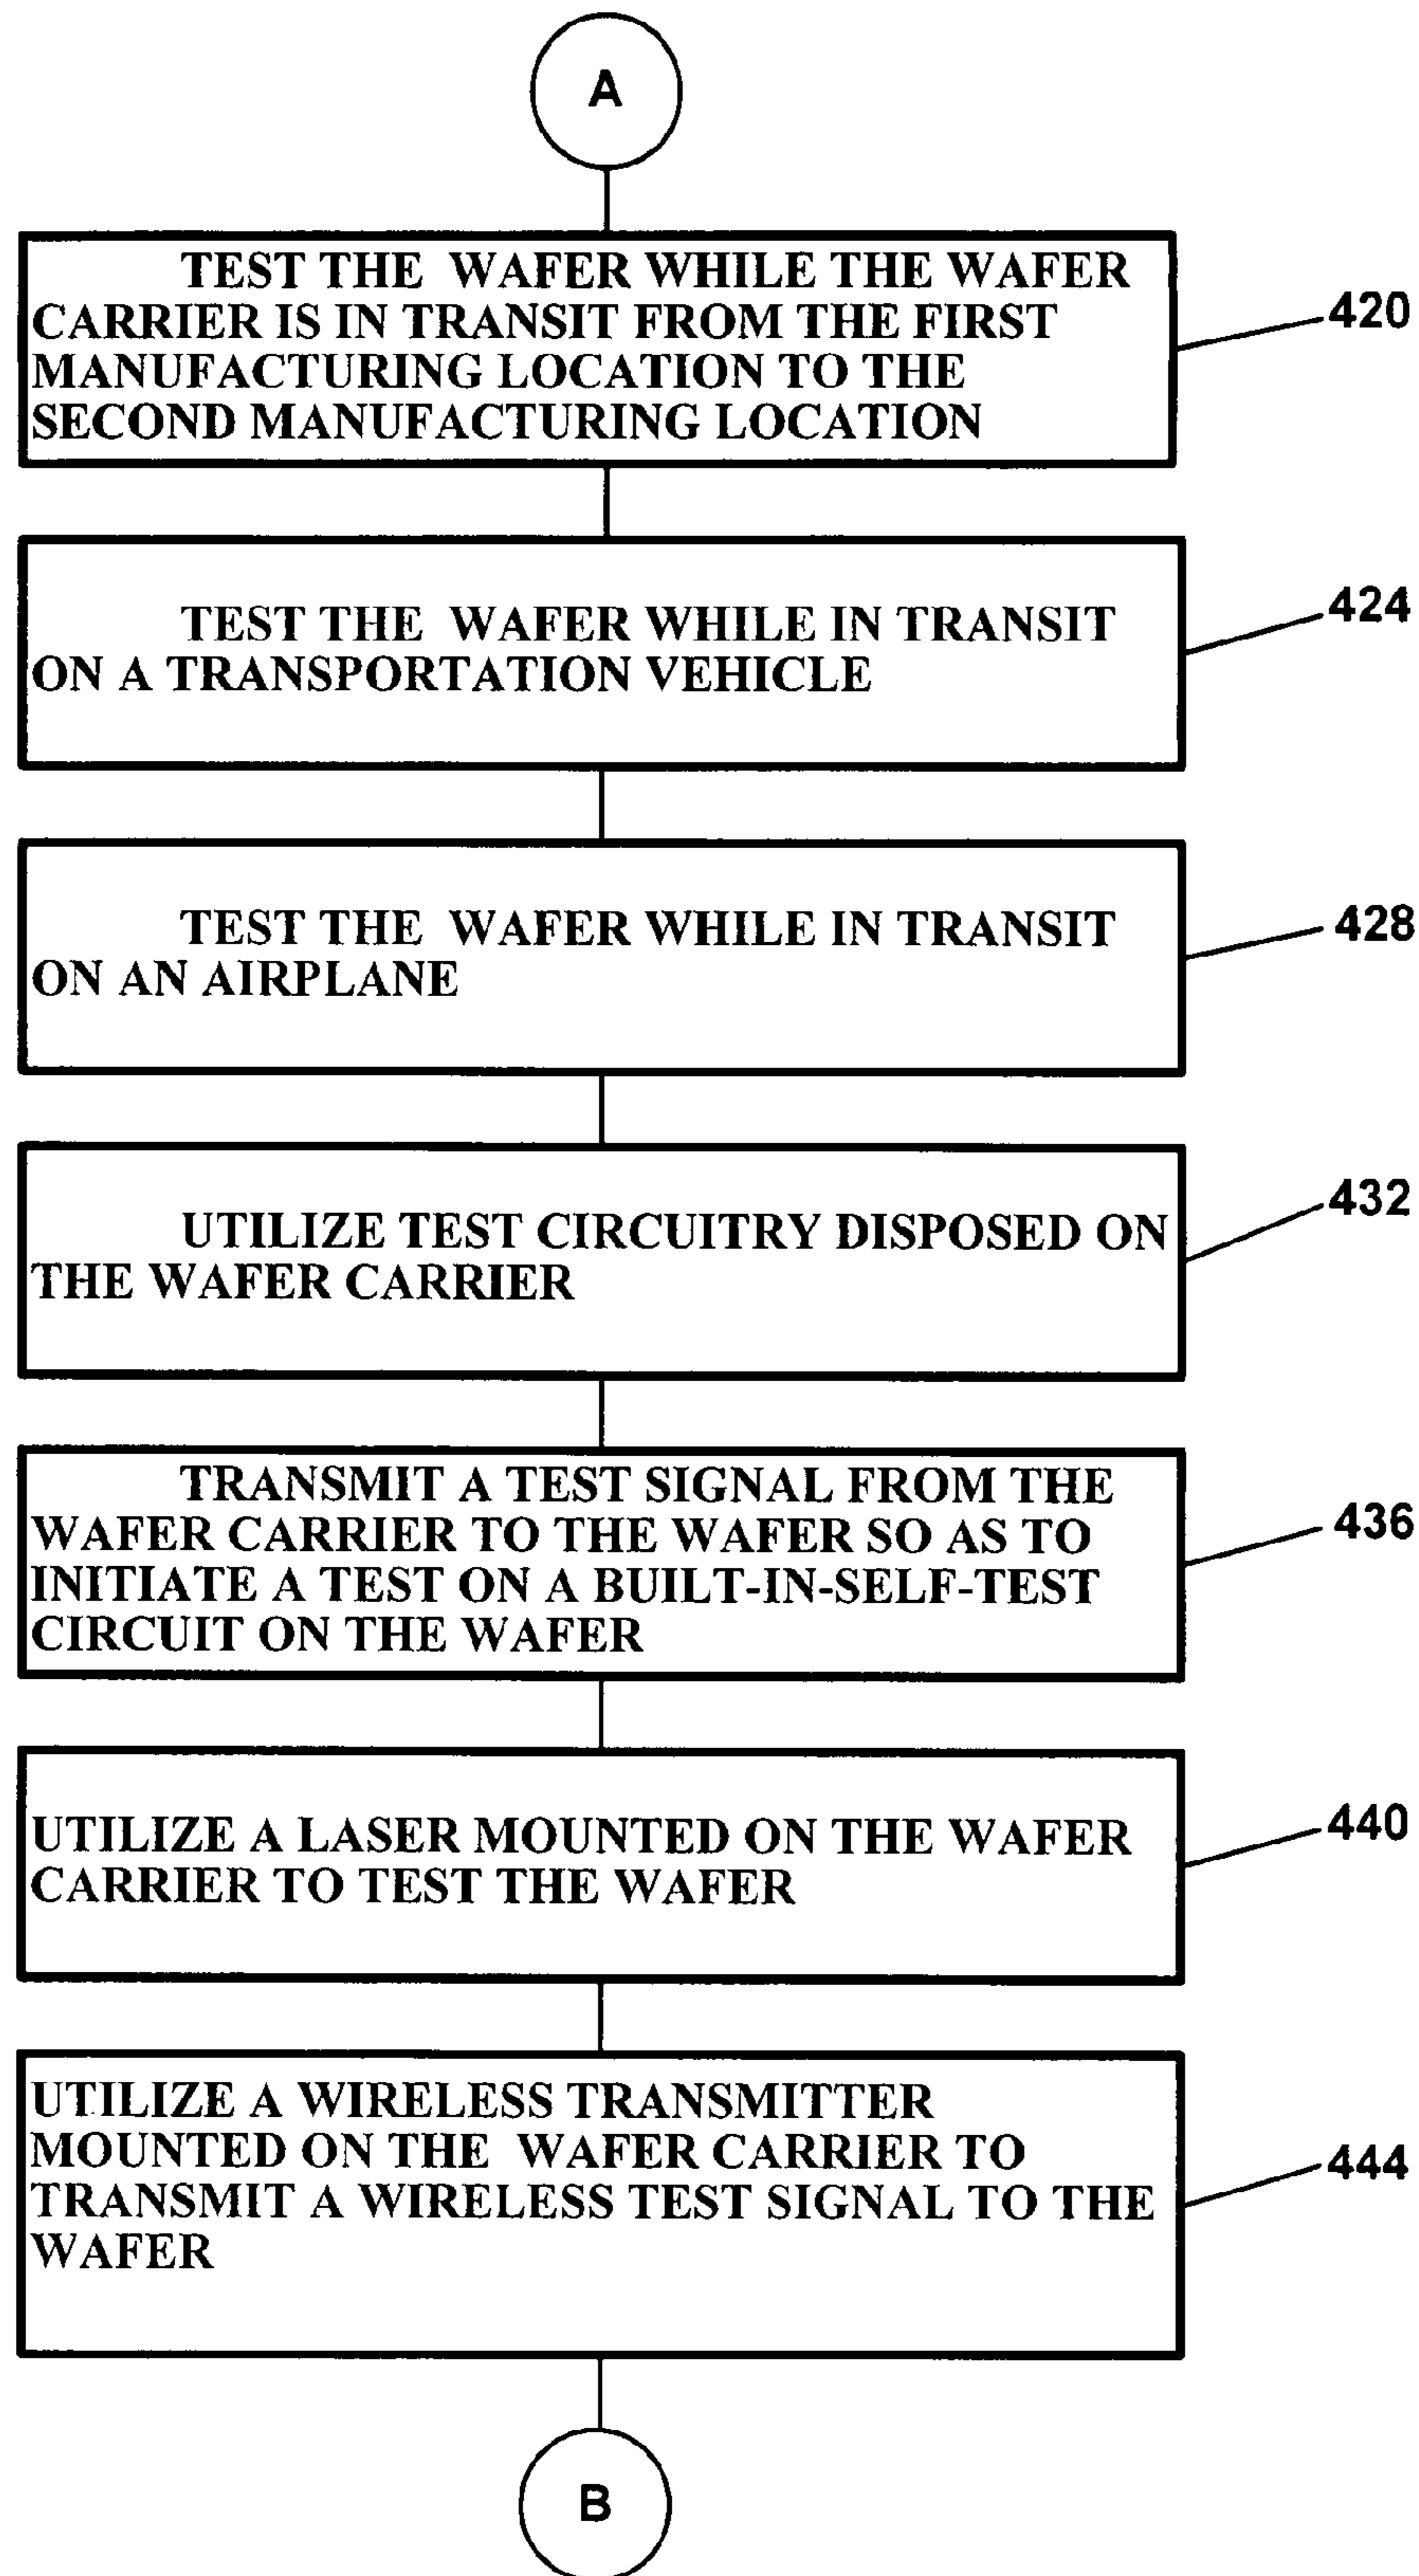 A
TEST THE WAFER WHILE THE WAFER
CARRIER IS IN TRANSIT FROM THE FIRST
MANUFACTURING LOCATION TO THE
SECOND MANUFACTURING LOCATION
420
TEST THE WAFER WHILE IN TRANSIT
ON A TRANSPORTATION VEHICLE
424
TEST THE WAFER WHILE IN TRANSIT
ON AN AIRPLANE
428
UTILIZE TEST CIRCUITRY DISPOSED ON
THE WAFER CARRIER
432
TRANSMIT A TEST SIGNAL FROM THE
WAFER CARRIER TO THE WAFER SO AS TO
INITIATE A TEST ON A BUILT-IN-SELF-TEST
CIRCUIT ON THE WAFER
436
UTILIZE A LASER MOUNTED ON THE WAFER
CARRIER TO TEST THE WAFER
440
UTILIZE A WIRELESS TRANSMITTER
MOUNTED ON THE WAFER CARRIER TO
TRANSMIT A WIRELESS TEST SIGNAL TO THE
WAFER
444
B